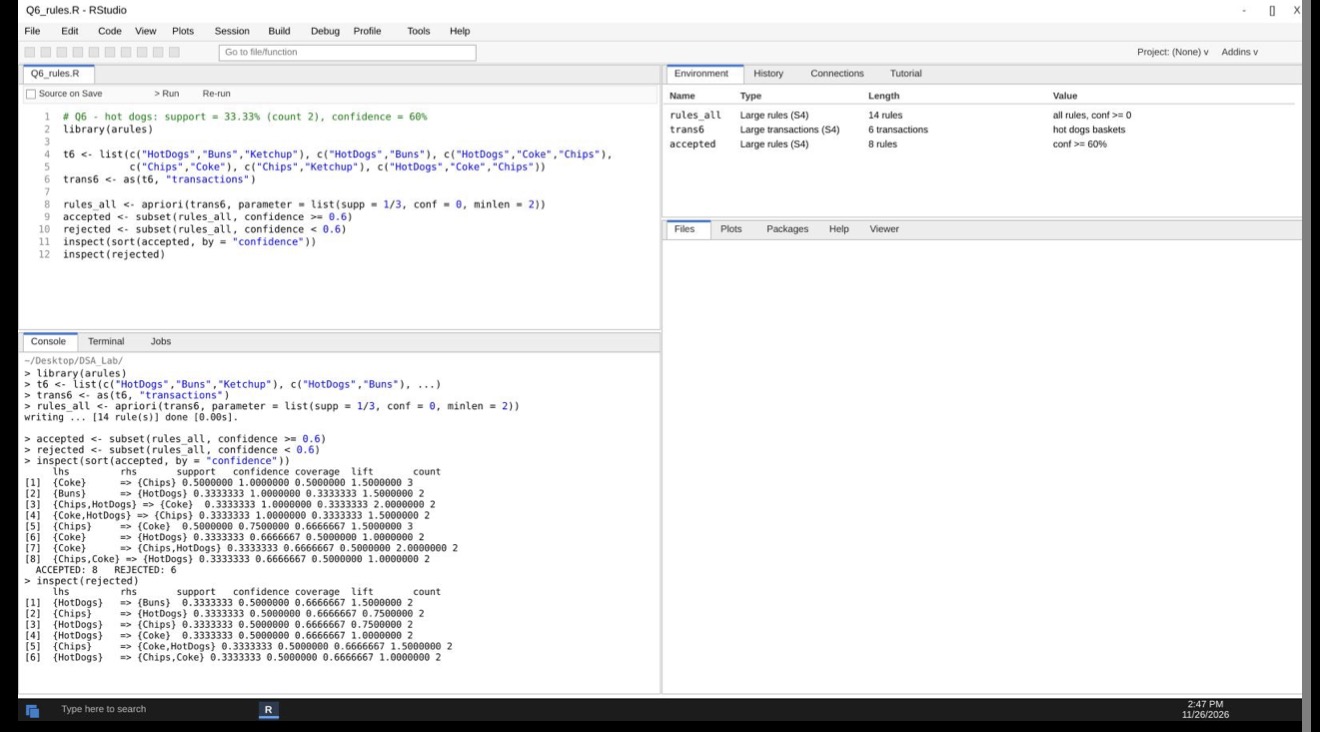 Q6_rules.R - RStudio - [] X
File Edit Code View Plots Session Build Debug Profile Tools Help
Go to file/function Project: (None) v Addins v
Q6_rules.R
Source on Save > Run Re-run
1 # Q6 - hot dogs: support = 33.33% (count 2), confidence = 60%
2 library(arules)
3
4 t6 <- list(c("HotDogs","Buns","Ketchup"), c("HotDogs","Buns"), c("HotDogs","Coke","Chips"),
5 c("Chips","Coke"), c("Chips","Ketchup"), c("HotDogs","Coke","Chips"))
6 trans6 <- as(t6, "transactions")
7
8 rules_all <- apriori(trans6, parameter = list(supp = 1/3, conf = 0, minlen = 2))
9 accepted <- subset(rules_all, confidence >= 0.6)
10 rejected <- subset(rules_all, confidence < 0.6)
11 inspect(sort(accepted, by = "confidence"))
12 inspect(rejected)
Console Terminal Jobs
~/Desktop/DSA_Lab/
> library(arules)
> t6 <- list(c("HotDogs","Buns","Ketchup"), c("HotDogs","Buns"), ...)
> trans6 <- as(t6, "transactions")
> rules_all <- apriori(trans6, parameter = list(supp = 1/3, conf = 0, minlen = 2))
writing ... [14 rule(s)] done [0.00s].
> accepted <- subset(rules_all, confidence >= 0.6)
> rejected <- subset(rules_all, confidence < 0.6)
> inspect(sort(accepted, by = "confidence"))
lhs rhs support confidence coverage lift count
[1] {Coke} => {Chips} 0.5000000 1.0000000 0.5000000 1.5000000 3
[2] {Buns} => {HotDogs} 0.3333333 1.0000000 0.3333333 1.5000000 2
[3] {Chips,HotDogs} => {Coke} 0.3333333 1.0000000 0.3333333 2.0000000 2
[4] {Coke,HotDogs} => {Chips} 0.3333333 1.0000000 0.3333333 1.5000000 2
[5] {Chips} => {Coke} 0.5000000 0.7500000 0.6666667 1.5000000 3
[6] {Coke} => {HotDogs} 0.3333333 0.6666667 0.5000000 1.0000000 2
[7] {Coke} => {Chips,HotDogs} 0.3333333 0.6666667 0.5000000 2.0000000 2
[8] {Chips,Coke} => {HotDogs} 0.3333333 0.6666667 0.5000000 1.0000000 2
ACCEPTED: 8 REJECTED: 6
> inspect(rejected)
lhs rhs support confidence coverage lift count
[1] {HotDogs} => {Buns} 0.3333333 0.5000000 0.6666667 1.5000000 2
[2] {Chips} => {HotDogs} 0.3333333 0.5000000 0.6666667 0.7500000 2
[3] {HotDogs} => {Chips} 0.3333333 0.5000000 0.6666667 0.7500000 2
[4] {HotDogs} => {Coke} 0.3333333 0.5000000 0.6666667 1.0000000 2
[5] {Chips} => {Coke,HotDogs} 0.3333333 0.5000000 0.6666667 1.5000000 2
[6] {HotDogs} => {Chips,Coke} 0.3333333 0.5000000 0.6666667 1.0000000 2
Environment History Connections Tutorial
Name Type Length Value
rules_all Large rules (S4) 14 rules all rules, conf >= 0
trans6 Large transactions (S4) 6 transactions hot dogs baskets
accepted Large rules (S4) 8 rules conf >= 60%
Files Plots Packages Help Viewer
Type here to search R 2:47 PM
11/26/2026